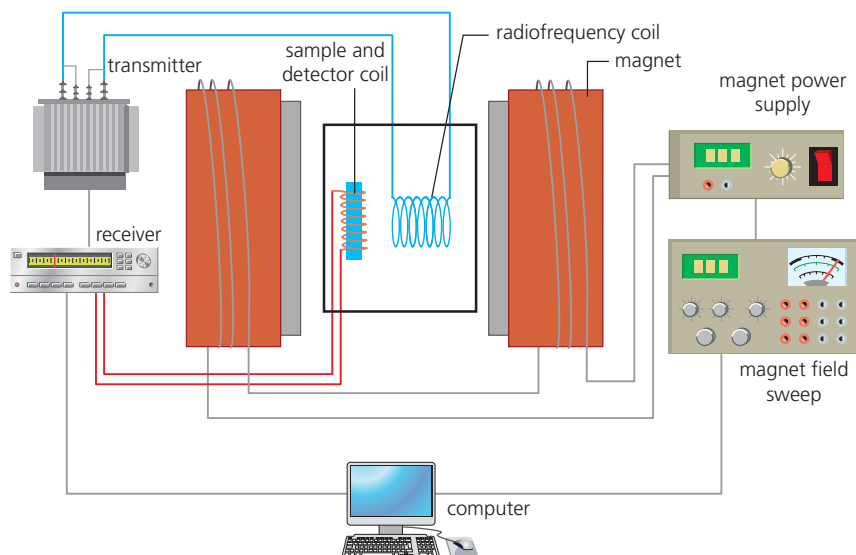 transmitter
sample and
detector coil
radiofrequency coil
magnet
magnet power
supply
receiver
magnet field
sweep
computer